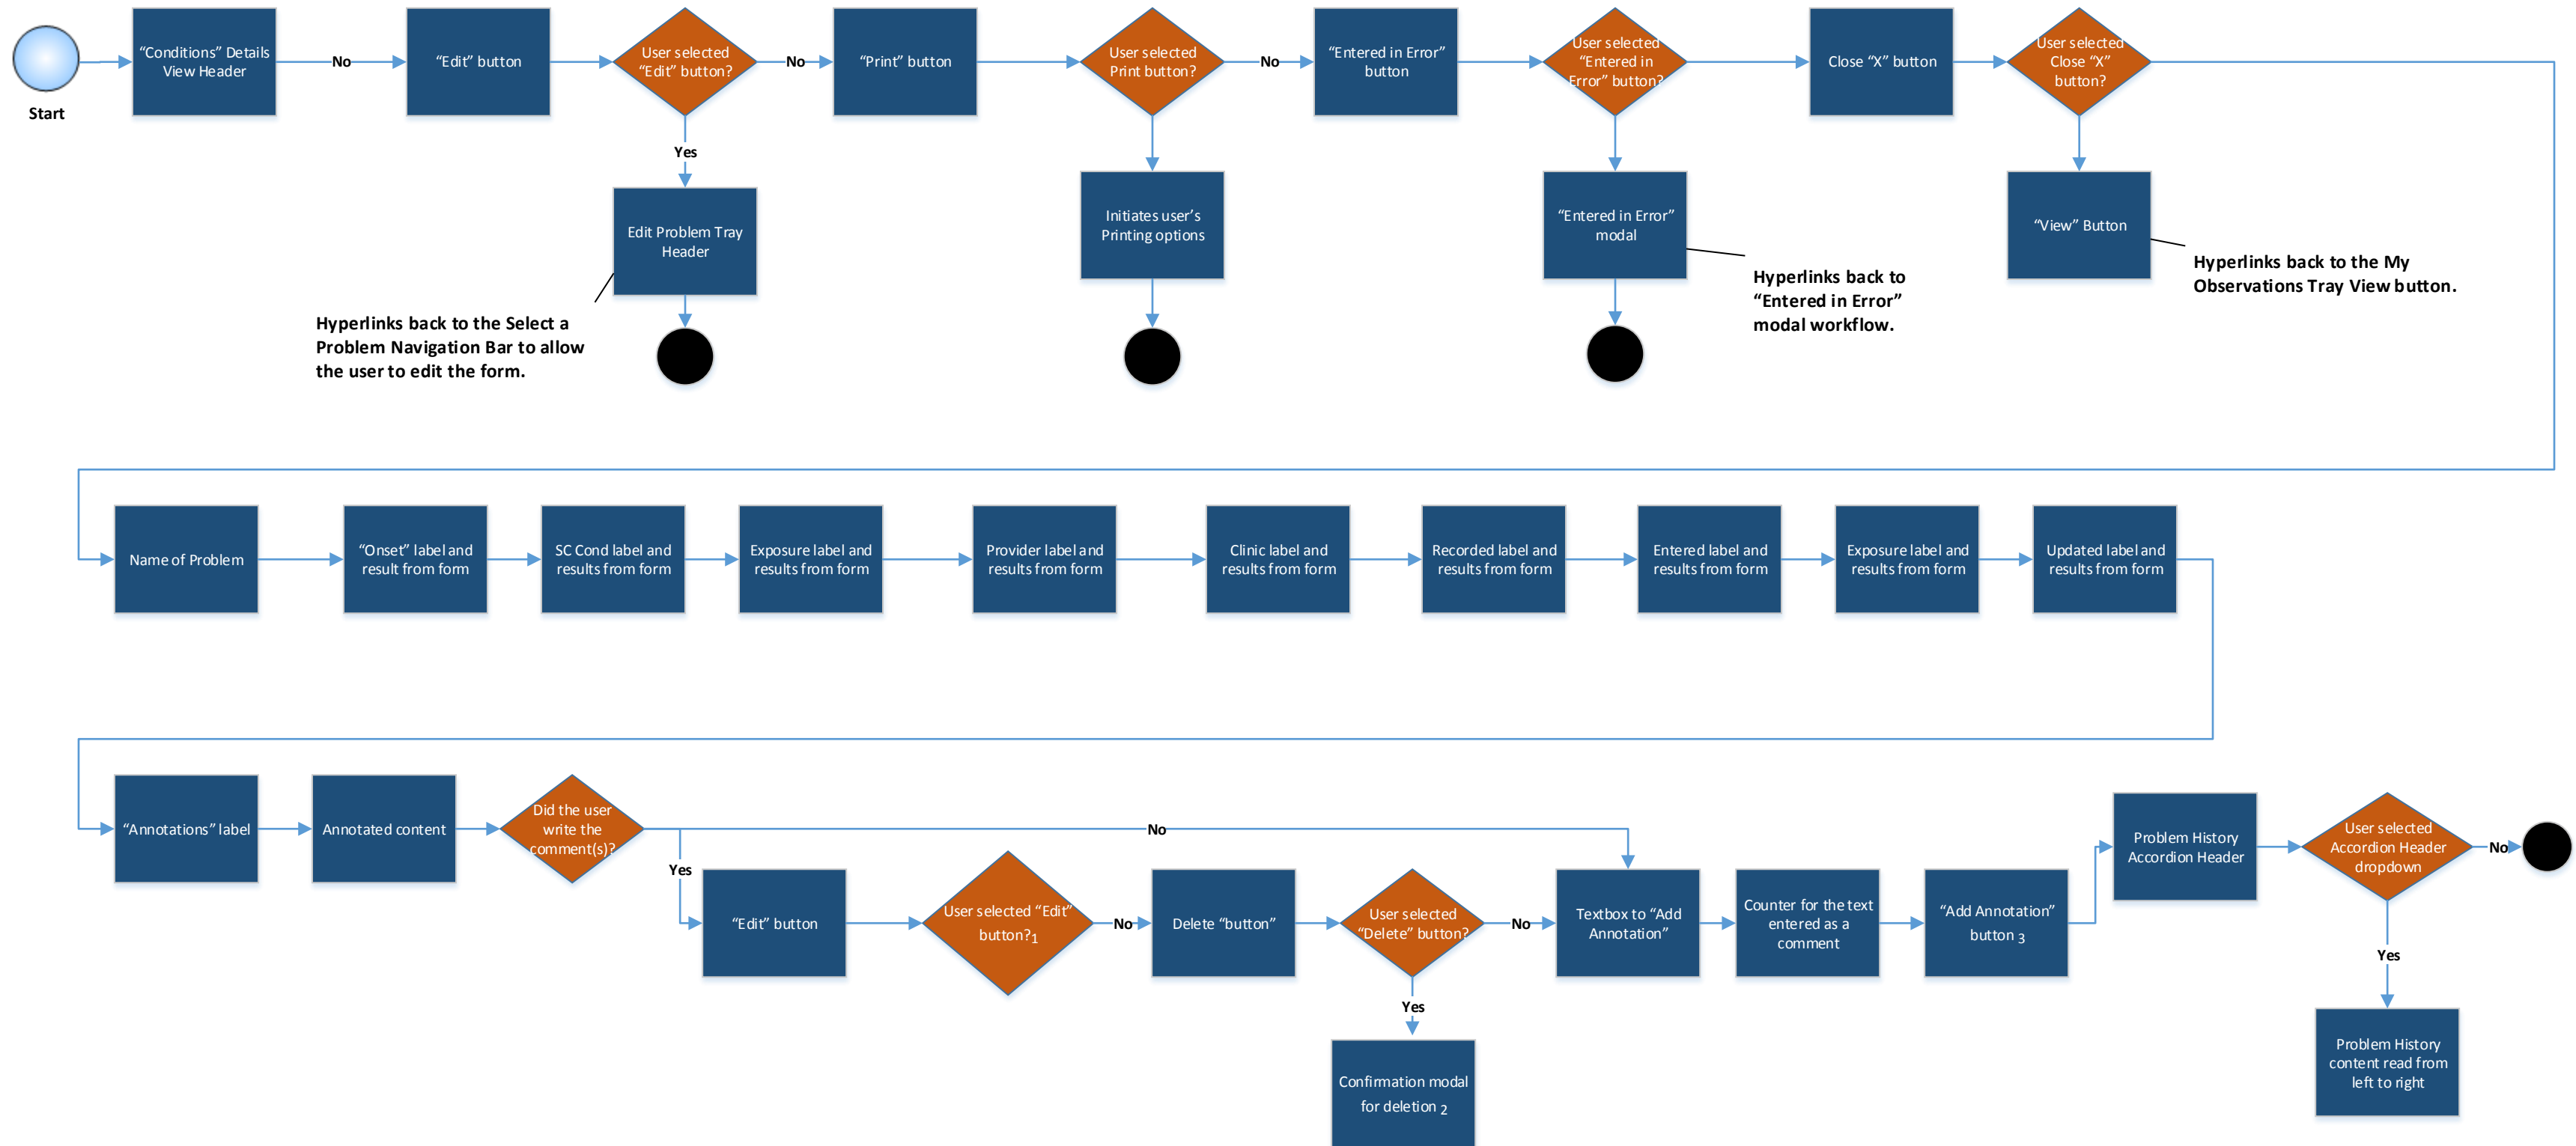 Start
“Conditions” Details
View Header
No
“Edit” button
User selected
“Edit” button?
No
Yes
“Print” button
User selected
Print button?
No
“Entered in Error”
button
User selected
“Entered in
Error” button?
Close “X” button
User selected
Close “X”
button?
Edit Problem Tray
Header
Hyperlinks back to the Select a
Problem Navigation Bar to allow
the user to edit the form.
Initiates user’s
Printing options
“Entered in Error”
modal
Hyperlinks back to
“Entered in Error”
modal workflow.
“View” Button
Hyperlinks back to the My
Observations Tray View button.
Name of Problem
“Onset” label and
result from form
SC Cond label and
results from form
Exposure label and
results from form
Provider label and
results from form
Clinic label and
results from form
Recorded label and
results from form
Entered label and
results from form
Exposure label and
results from form
Updated label and
results from form
“Annotations” label
Annotated content
Did the user
write the
comment(s)?
No
Yes
“Edit” button
User selected “Edit”
button?1
No
Delete “button”
User selected
“Delete” button?
No
Yes
Confirmation modal
for deletion 2
Textbox to “Add
Annotation”
Counter for the text
entered as a
comment
“Add Annotation”
button 3
Problem History
Accordion Header
User selected
Accordion Header
dropdown
No
Yes
Problem History
content read from
left to right